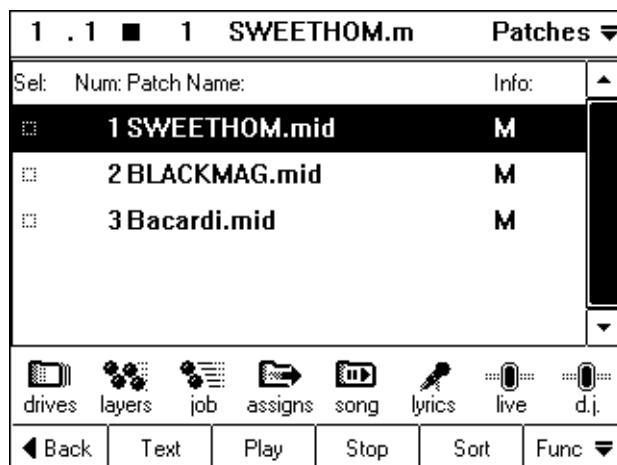 1 .1 1 SWEETHOM.m Patches
Sel: Num: Patch Name: Info:
1 SWEETHOM.mid M
2 BLACKMAG.mid M
3 Bacardi.mid M
drives layers job assigns song lyrics live d.j.
Back Text Play Stop Sort Func